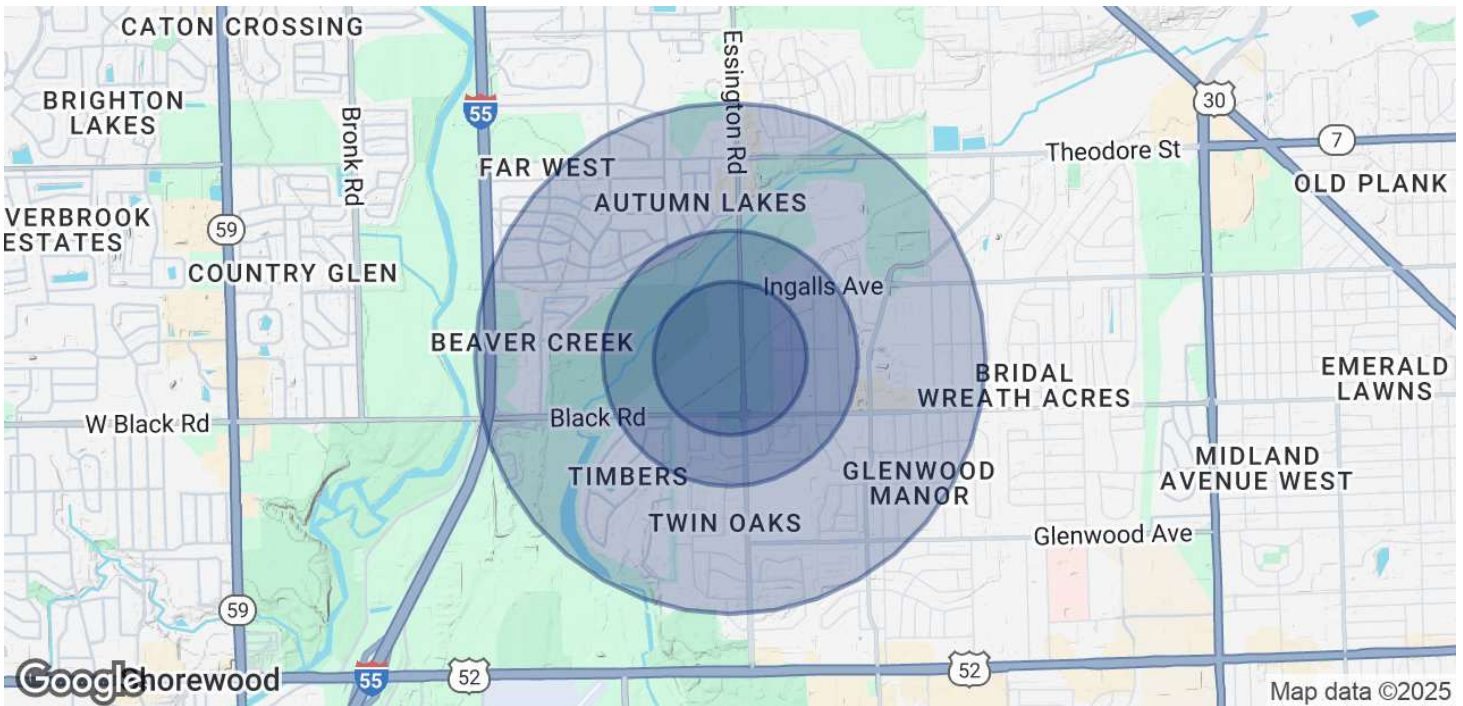 CATON CROSSING
Essington Rd
BRIGHTON
LAKES
55
30
Bronk Rd
7
Theodore St
FAR WEST
OLD PLANK
AUTUMN LAKES
VERBROOK
ESTATES
59
COUNTRY GLEN
Ingalls Ave
BEAVER CREEK
BRIDAL
WREATH ACRES
EMERALD
LAWNS
W Black Rd
Black Rd
TIMBERS
GLENWOOD
MANOR
MIDLAND
AVENUE WEST
TWIN OAKS
Glenwood Ave
59
Google
horewood
55
52
52
Map data ©2025